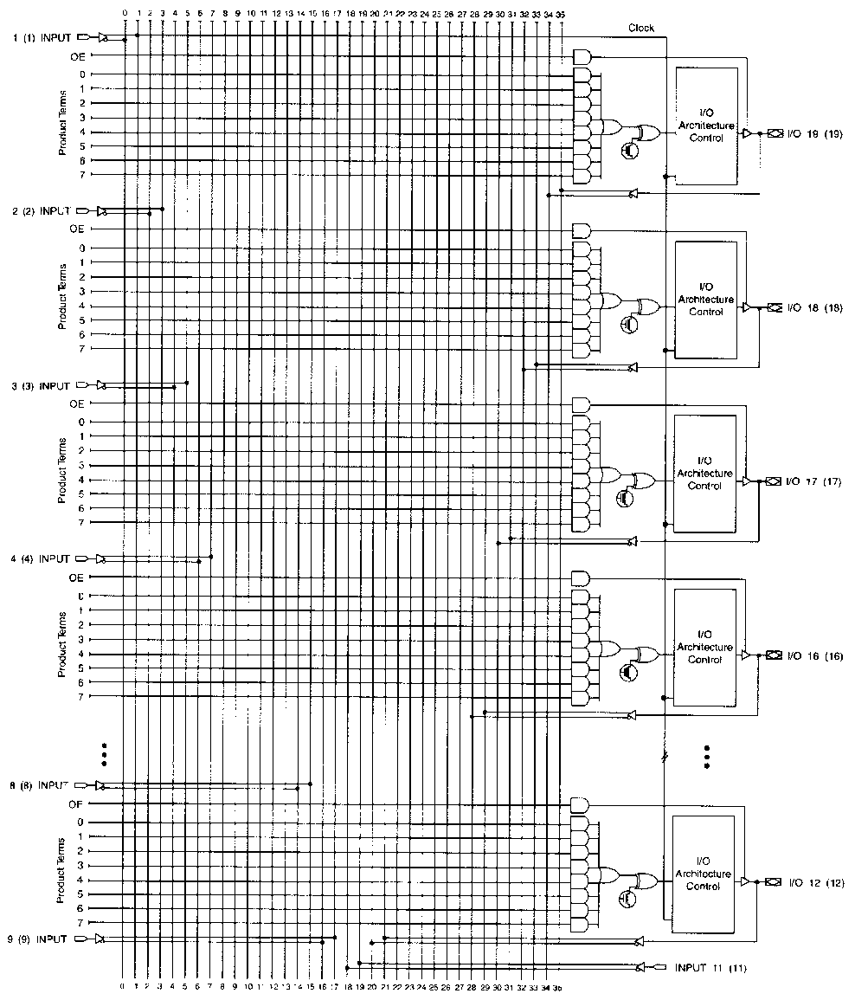 0 1 2 3 4 5 6 7 8 9 10 11 12 13 14 15 16 17 18 19 20 21 22 23 24 25 26 27 28 29 30 31 32 33 34 35
Clock
1 (1) INPUT
OE
Product Terms
0
1
2
3
4
5
6
7
I/O
Architecture
Control
I/O 19 (19)
2 (2) INPUT
OE
Product Terms
0
1
2
3
4
5
6
7
I/O
Architecture
Control
I/O 18 (18)
3 (3) INPUT
OE
Product Terms
0
1
2
3
4
5
6
7
I/O
Architecture
Control
I/O 17 (17)
4 (4) INPUT
OE
Product Terms
0
1
2
3
4
5
6
7
I/O
Architecture
Control
I/O 16 (16)
8 (8) INPUT
OE
Product Terms
0
1
2
3
4
5
6
7
I/O
Architecture
Control
I/O 12 (12)
9 (9) INPUT
INPUT 11 (11)
0 1 2 3 4 5 6 7 8 9 10 11 12 13 14 15 16 17 18 19 20 21 22 23 24 25 26 27 28 29 30 31 32 33 34 35